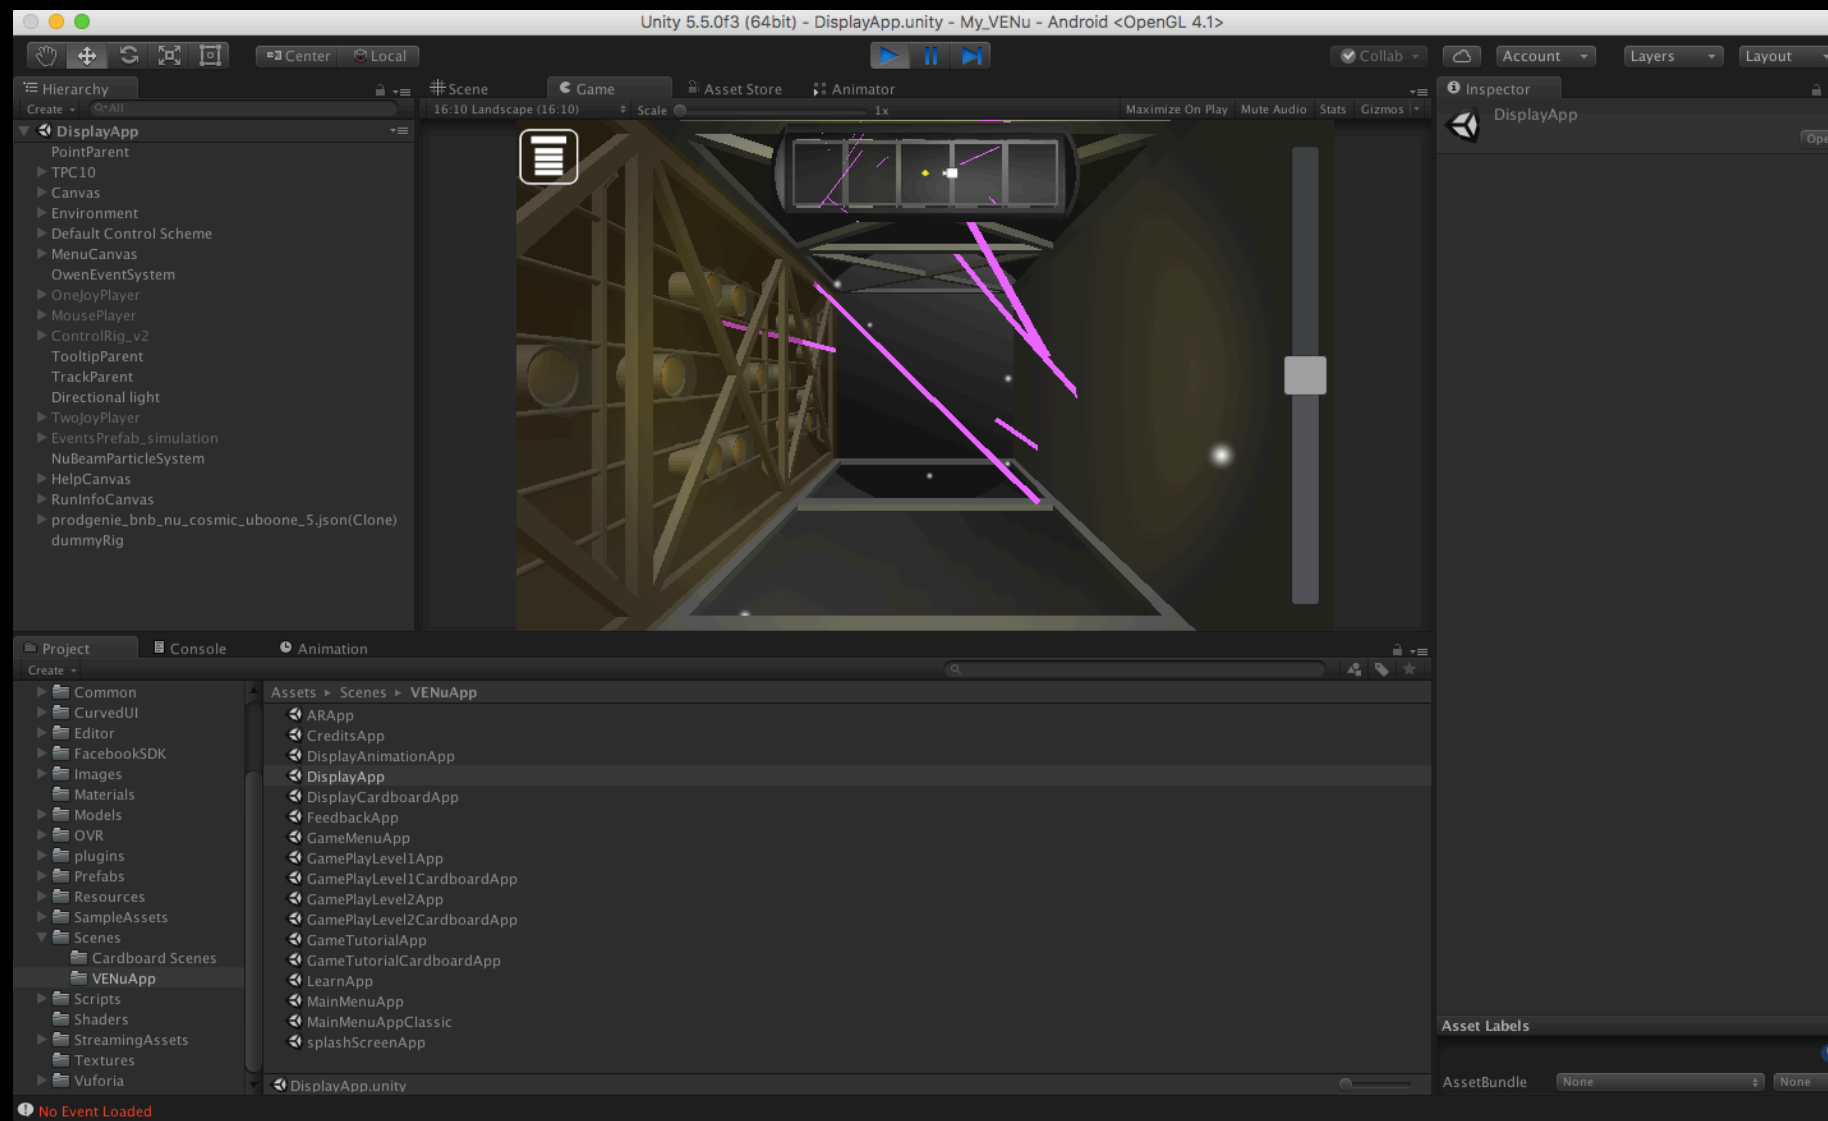 Unity 5.5.0f3 (64bit) - DisplayApp.unity - My_VENu - Android <OpenGL 4.1>
Center Local Collab Account Layers Layout
Hierarchy
Create All
DisplayApp
PointParent
TPC10
Canvas
Environment
Default Control Scheme
MenuCanvas
OwenEventSystem
OneJoyPlayer
MousePlayer
ControlRig_v2
TooltipParent
TrackParent
Directional light
TwoJoyPlayer
EventsPrefab_simulation
NuBeamParticleSystem
HelpCanvas
RunInfoCanvas
prodgenie_bnb_nu_cosmic_uboone_5.json(Clone)
dummyRig
Scene Game Asset Store Animator
16:10 Landscape (16:10) Scale 1x Maximize On Play Mute Audio Stats Gizmos
Inspector
DisplayApp
Ope
Project Console Animation
Create
Common
CurvedUI
Editor
FacebookSDK
Images
Materials
Models
OVR
plugins
Prefabs
Resources
SampleAssets
Scenes
Cardboard Scenes
VENuApp
Scripts
Shaders
StreamingAssets
Textures
Vuforia
Assets Scenes VENuApp
ARApp
CreditsApp
DisplayAnimationApp
DisplayApp
DisplayCardboardApp
FeedbackApp
GameMenuApp
GamePlayLevel1App
GamePlayLevel1CardboardApp
GamePlayLevel2App
GamePlayLevel2CardboardApp
GameTutorialApp
GameTutorialCardboardApp
LearnApp
MainMenuApp
MainMenuAppClassic
splashScreenApp
DisplayApp.unity
Asset Labels
AssetBundle None None
No Event Loaded